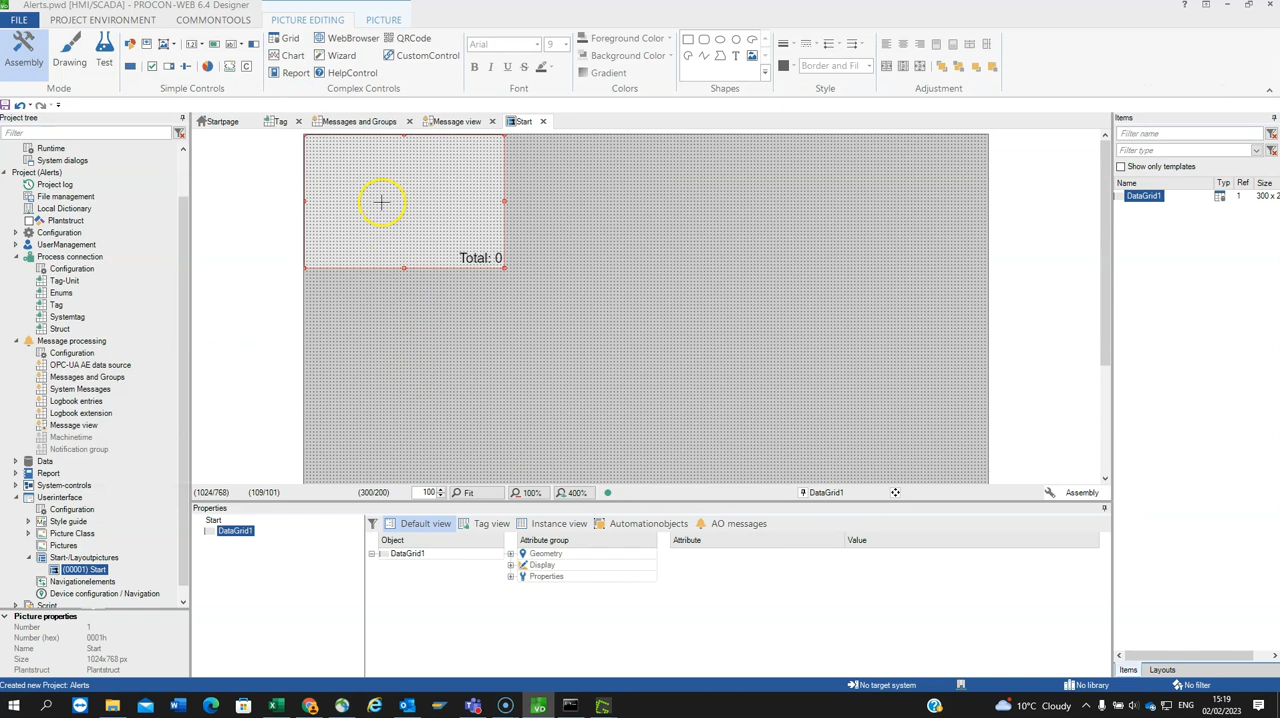 Alerts.pwd [HMI/SCADA] - PROCON-WEB 6.4 Designer
PICTURE EDITING
FILE
PROJECT ENVIRONMENT
COMMONTOOLS
PICTURE EDITING
PICTURE
Assembly
Drawing
Test
Mode
Simple Controls
Grid
WebBrowser
QRCode
Chart
Wizard
CustomControl
Report
HelpControl
Complex Controls
Arial
9
B I U S
Font
Foreground Color
Background Color
Gradient
Colors
Shapes
Border and Fil
Style
Adjustment
Project tree
Filter
Runtime
System dialogs
Project (Alerts)
Project log
File management
Local Dictionary
Plantstruct
Configuration
UserManagement
Process connection
Configuration
Tag-Unit
Enums
Tag
Systemtag
Struct
Message processing
Configuration
OPC-UA AE data source
Messages and Groups
System Messages
Logbook entries
Logbook extension
Message view
Machinetime
Notification group
Data
Report
System-controls
Userinterface
Configuration
Style guide
Picture Class
Pictures
Start-/Layoutpictures
(00001) Start
Navigationelements
Device configuration / Navigation
Script
Picture properties
Number 1
Number (hex) 0001h
Name Start
Size 1024x768 px
Plantstruct Plantstruct
Startpage
Tag
Messages and Groups
Message view
Start
Total: 0
(1024/768) (109/101) (300/200) 100 Fit 100% 400% DataGrid1 Assembly
Properties
Start
DataGrid1
Default view
Tag view
Instance view
Automationobjects
AO messages
Object
Attribute group
Attribute
Value
DataGrid1
Geometry
Display
Properties
Items
Filter name
Filter type
Show only templates
Name Typ Ref Size
DataGrid1 1 300 x 2
Items
Layouts
Created new Project: Alerts
No target system
No library
No filter
10°C Cloudy
15:19
02/02/2023